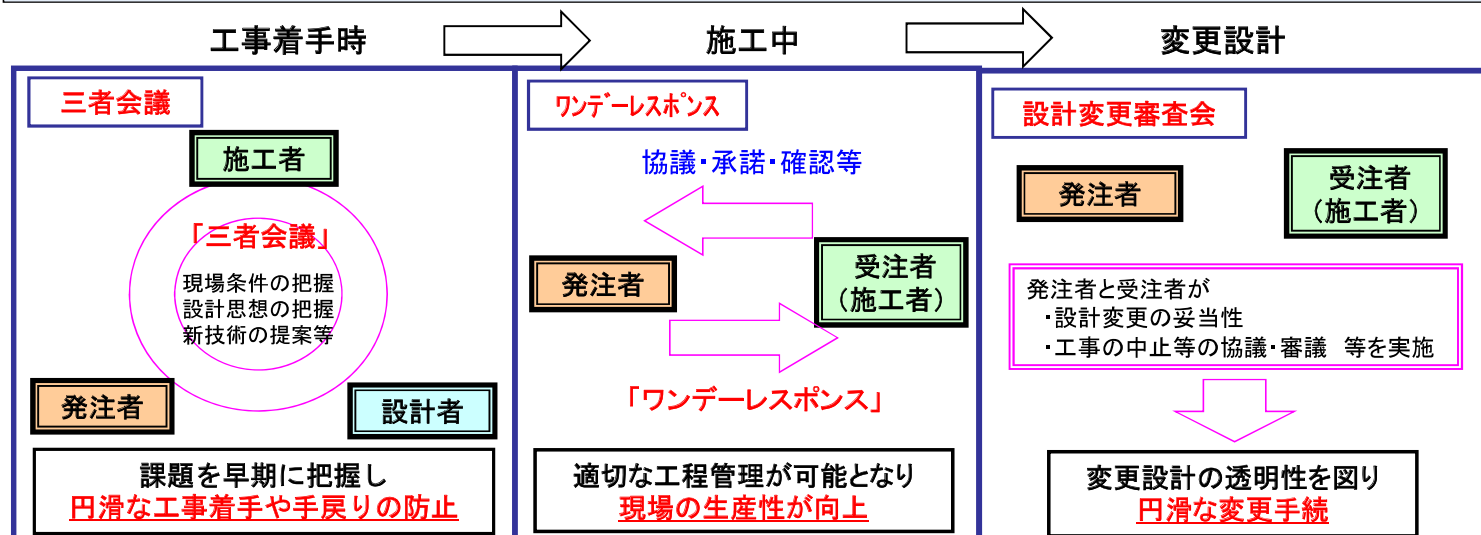 工事着手時
施工中
変更設計
三者会議
施工者
「三者会議」
現場条件の把握
設計思想の把握
新技術の提案等
発注者
設計者
課題を早期に把握し
円滑な工事着手や手戻りの防止
ワンデーレスポンス
協議・承諾・確認等
発注者
受注者
(施工者)
「ワンデーレスポンス」
適切な工程管理が可能となり
現場の生産性が向上
設計変更審査会
発注者
受注者
(施工者)
発注者と受注者が
・設計変更の妥当性
・工事の中止等の協議・審議 等を実施
変更設計の透明性を図り
円滑な変更手続